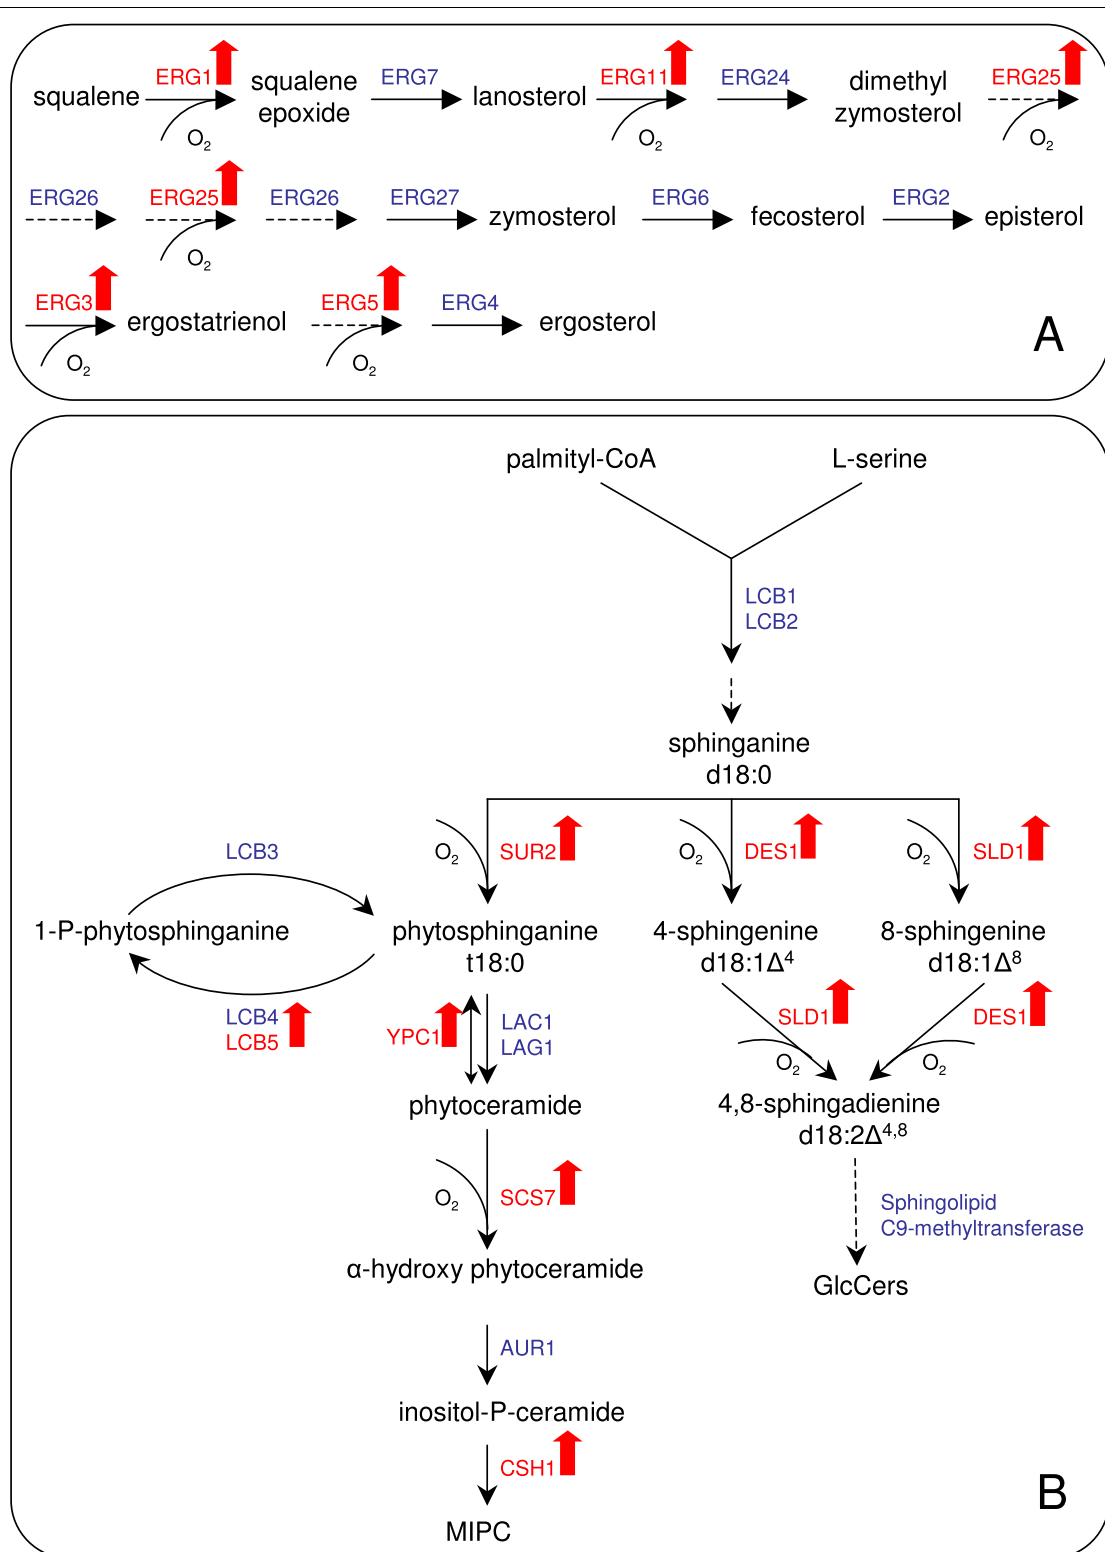 ERG1 ERG7 ERG11 ERG24 ERG25
squalene squalene epoxide lanosterol dimethyl zymosterol
O2 O2 O2
ERG26 ERG25 ERG26 ERG27 ERG6 ERG2
zymosterol fecosterol episterol
O2
ERG3 ERG5 ERG4
ergostatrienol ergosterol
O2 O2
A
palmityl-CoA L-serine
LCB1
LCB2
sphinganine
d18:0
LCB3 O2 SUR2 O2 DES1 O2 SLD1
1-P-phytosphinganine phytosphinganine 4-sphingenine 8-sphingenine
t18:0 d18:1Δ4 d18:1Δ8
LCB4 YPC1 LAC1 SLD1 DES1
LCB5 LAG1
O2 O2
phytoceramide 4,8-sphingadienine
d18:2Δ4,8
O2 SCS7 Sphingolipid
C9-methyltransferase
α-hydroxy phytoceramide GlcCers
AUR1
inositol-P-ceramide
CSH1
MIPC
B